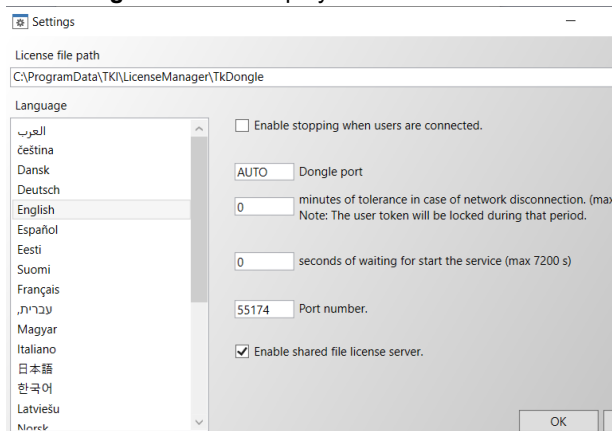 Settings
License file path
C:\ProgramData\TKI\LicenseManager\TkDongle
Language
العرب
čeština
Dansk
Deutsch
English
Español
Eesti
Suomi
Français
עברית,
Magyar
Italiano
日本語
한국어
Latviešu
Norsk
Enable stopping when users are connected.
AUTO Dongle port
0 minutes of tolerance in case of network disconnection. (max
Note: The user token will be locked during that period.
0 seconds of waiting for start the service (max 7200 s)
55174 Port number.
Enable shared file license server.
OK